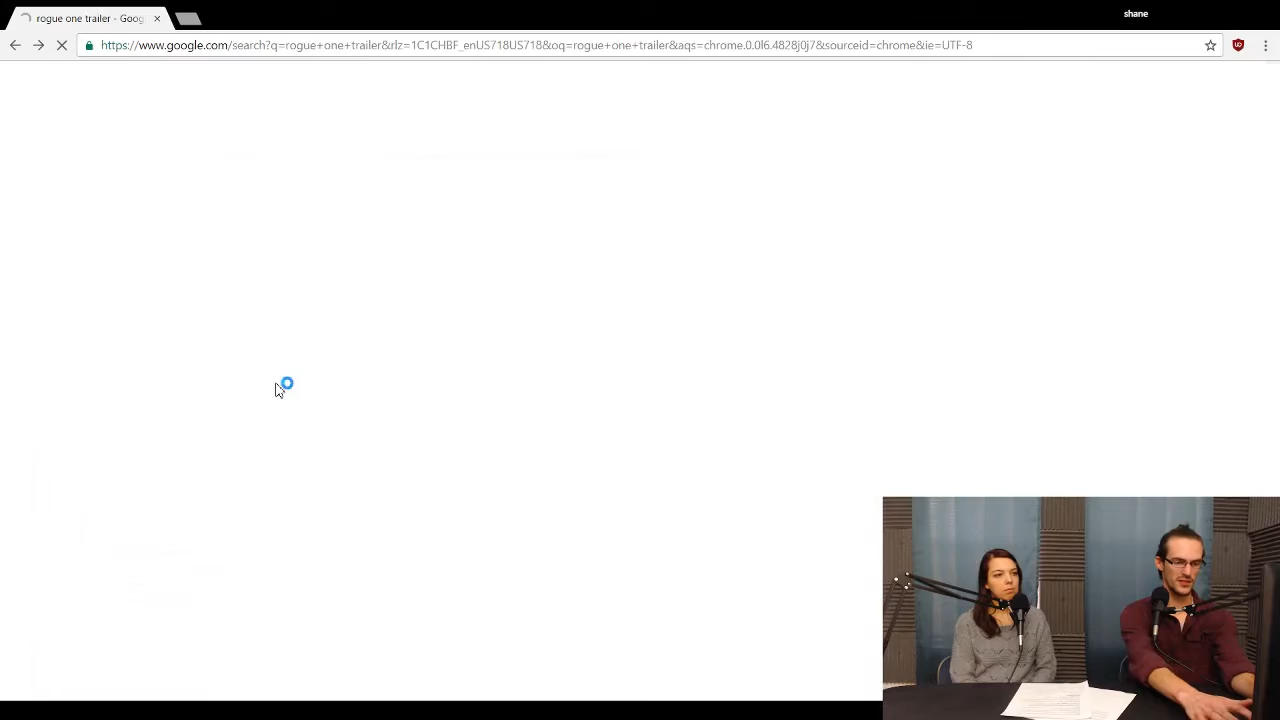 rogue one trailer - Goog
shane
https://www.google.com/search?q=rogue+one+trailer&rlz=1C1CHBF_enUS718US718&oq=rogue+one+trailer&aqs=chrome.0.0l6.4828j0j7&sourceid=chrome&ie=UTF-8